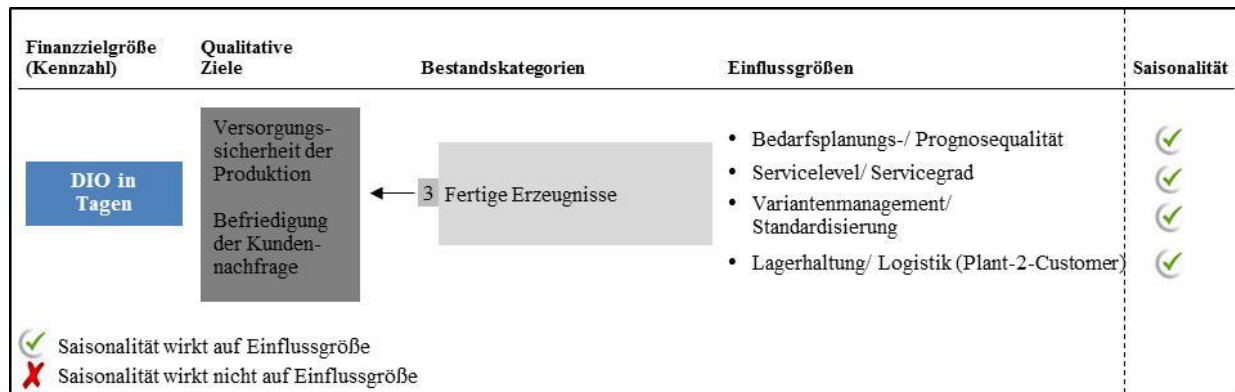 Finanzzielgröße
(Kennzahl)
Qualitative
Ziele
Bestandskategorien
Einflussgrößen
Saisonalität
DIO in
Tagen
Versorgungs-
sicherheit der
Produktion
Befriedigung
der Kunden-
nachfrage
3 Fertige Erzeugnisse
• Bedarfsplanungs-/ Prognosequalität
• Servicelevel/ Servicegrad
• Variantenmanagement/
Standardisierung
• Lagerhaltung/ Logistik (Plant-2-Customer)
Saisonalität wirkt auf Einflussgröße
Saisonalität wirkt nicht auf Einflussgröße